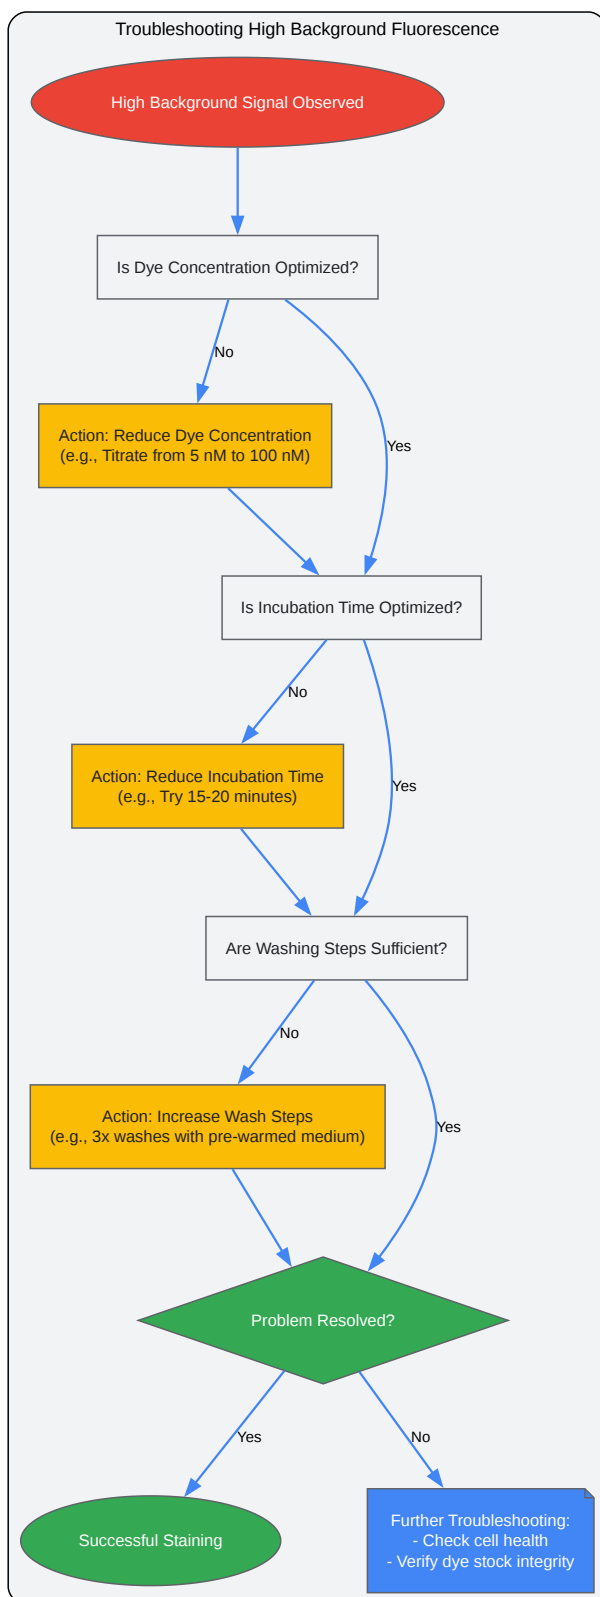 Troubleshooting High Background Fluorescence
High Background Signal Observed
Is Dye Concentration Optimized?
No
Action: Reduce Dye Concentration
(e.g., Titrate from 5 nM to 100 nM)
Yes
Is Incubation Time Optimized?
No
Action: Reduce Incubation Time
(e.g., Try 15-20 minutes)
Yes
Are Washing Steps Sufficient?
No
Action: Increase Wash Steps
(e.g., 3x washes with pre-warmed medium)
Yes
Problem Resolved?
Yes
No
Successful Staining
Further Troubleshooting:
- Check cell health
- Verify dye stock integrity